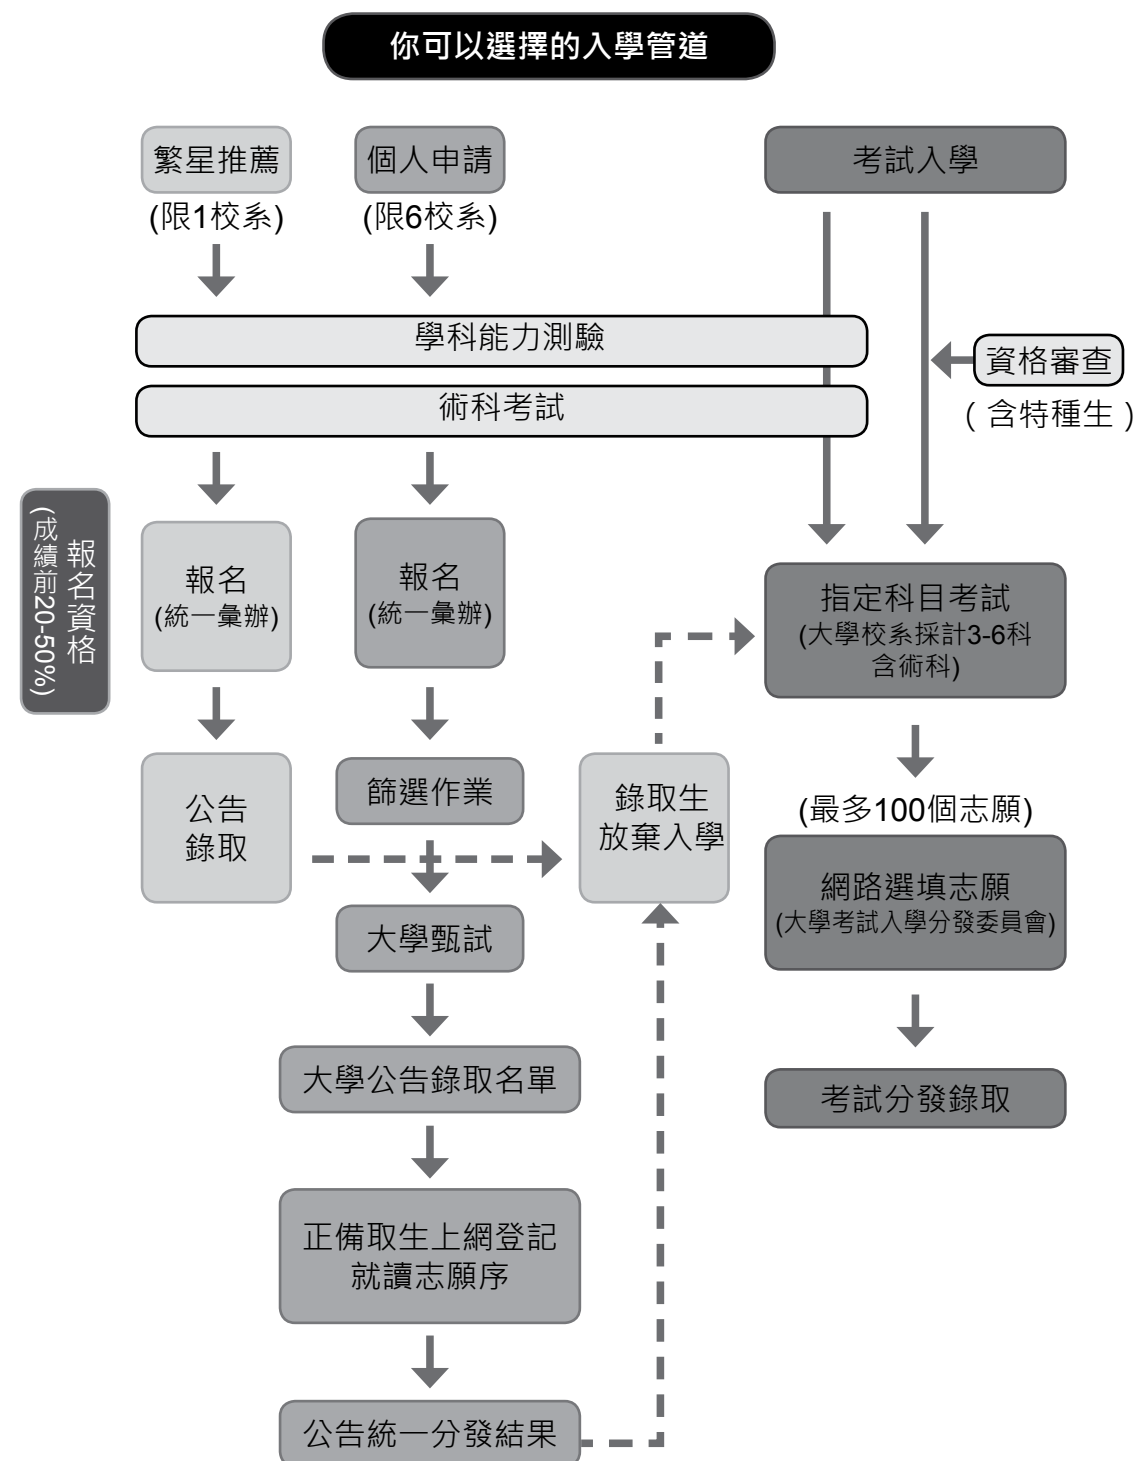 你可以選擇的入學管道
繁星推薦
(限1校系)
個人申請
(限6校系)
考試入學
學科能力測驗
術科考試
資格審查
(含特種生)
報名資格
(成績前20-50%)
報名
(統一彙辦)
報名
(統一彙辦)
指定科目考試
(大學校系採計3-6科
含術科)
公告
錄取
篩選作業
錄取生
放棄入學
(最多100個志願)
網路選填志願
(大學考試入學分發委員會)
大學甄試
大學公告錄取名單
考試分發錄取
正備取生上網登記
就讀志願序
公告統一分發結果